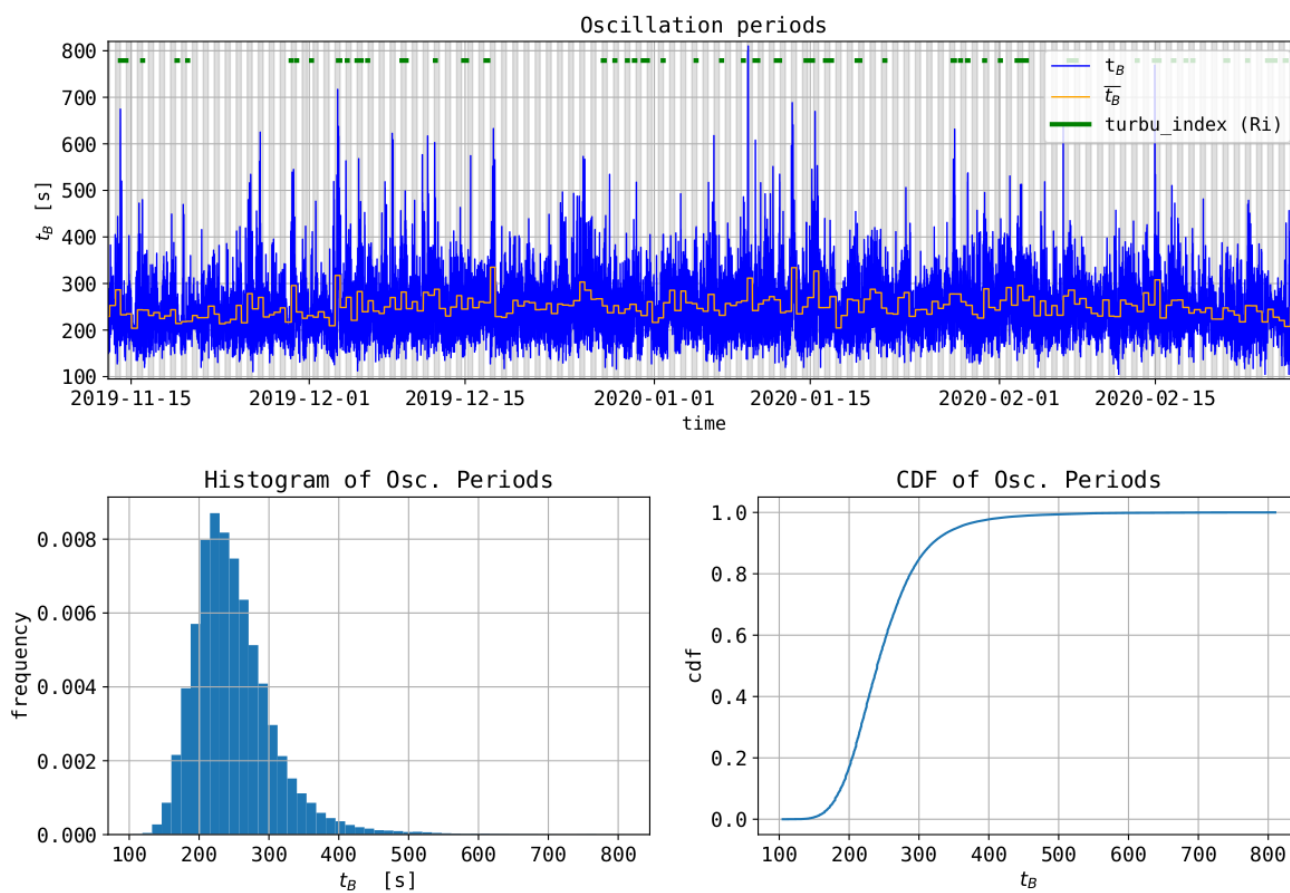 Oscillation periods
800
700
600
500
400
300
200
100
t_B [s]
t_B
\overline{t_B}
turbu_index (Ri)
2019-11-15 2019-12-01 2019-12-15 2020-01-01 2020-01-15 2020-02-01 2020-02-15
time
Histogram of Osc. Periods
0.008
0.006
0.004
0.002
0.000
frequency
100 200 300 400 500 600 700 800
t_B [s]
CDF of Osc. Periods
1.0
0.8
0.6
0.4
0.2
0.0
cdf
100 200 300 400 500 600 700 800
t_B